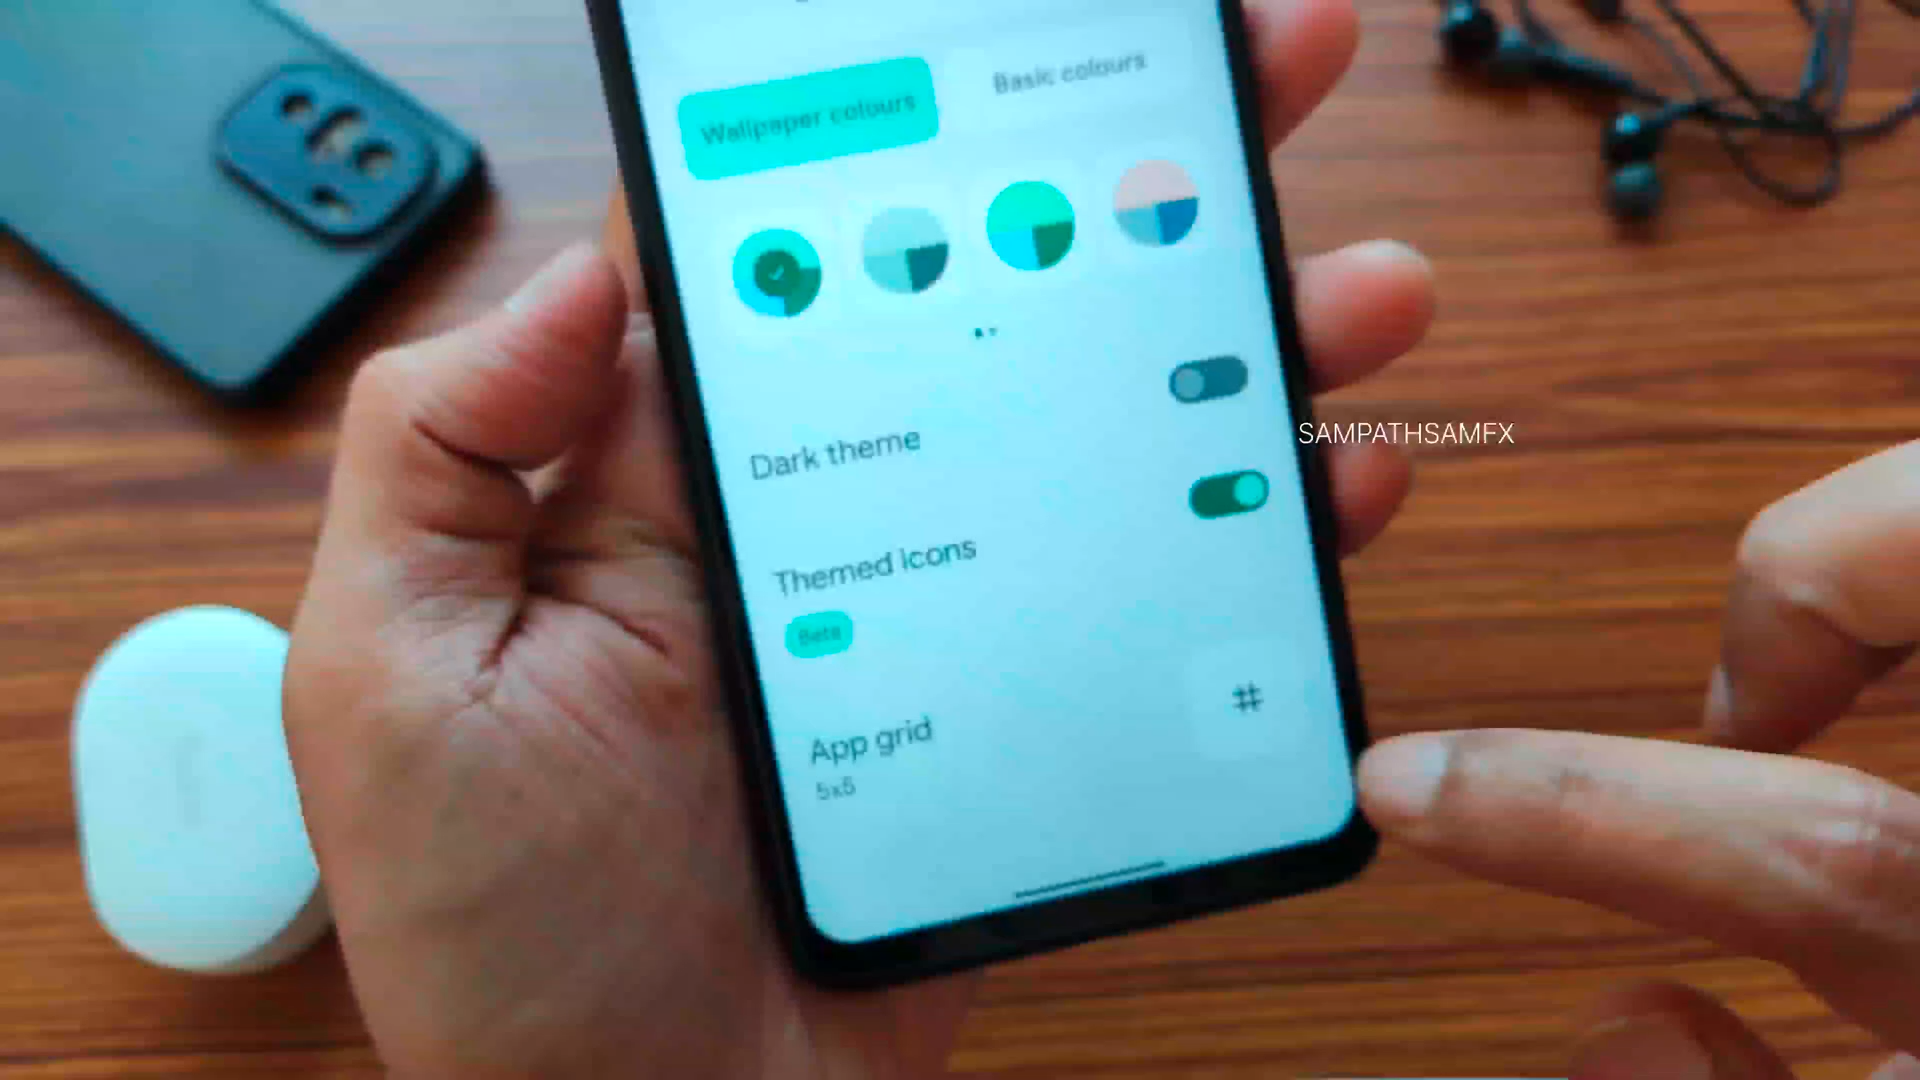 Wallpaper colours
Basic colours
Dark theme
SAMPATHSAMFX
Themed icons
Beta
App grid
5x5